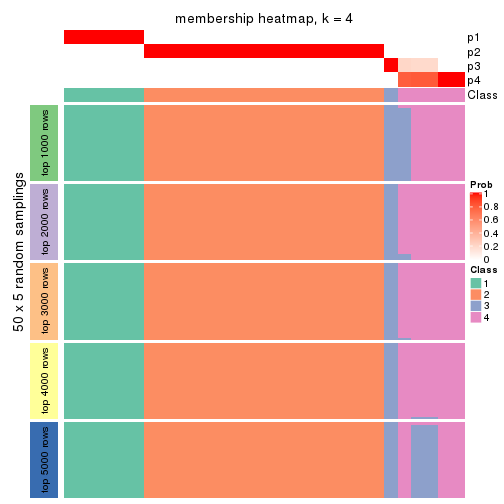 membership heatmap, k = 4
p1
p2
p3
p4
Class
50 x 5 random samplings
top 1000 rows
top 2000 rows
top 3000 rows
top 4000 rows
top 5000 rows
Prob
1
0.8
0.6
0.4
0.2
0
Class
1
2
3
4